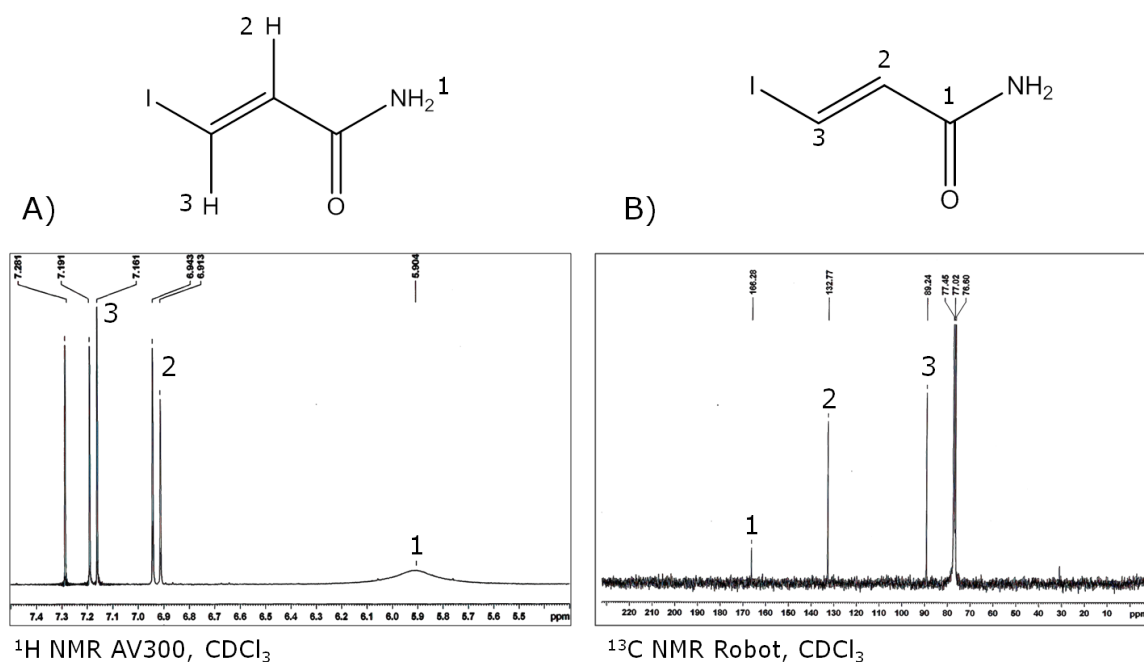 2 H
I
NH2 1
3 H
O
A)
2
I
NH2
1
3
O
B)
7.281
7.191
7.161
6.943
6.913
5.904
3
2
1
7.4 7.3 7.2 7.1 7.0 6.9 6.8 6.7 6.6 6.5 6.4 6.3 6.2 6.1 6.0 5.9 5.8 5.7 5.6 5.5 ppm
1H NMR AV300, CDCl3
166.28
132.77
89.24
77.45
77.02
76.60
3
2
1
220 210 200 190 180 170 160 150 140 130 120 110 100 90 80 70 60 50 40 30 20 10 ppm
13C NMR Robot, CDCl3